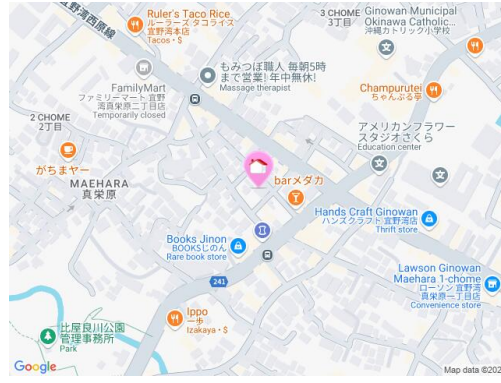 宜野湾西原線
Ruler's Taco Rice
ルーラーズ タコライス
宜野湾本店
Tacos・$
3 CHOME
3丁目
Ginowan Municipal
Okinawa Catholic...
沖縄カトリック小学校
もみつぼ職人 毎朝5時
まで営業! 年中無休!
Massage therapist
FamilyMart
ファミリーマート 宜野
湾真栄原二丁目店
Temporarily closed
Champurutei
ちゃんぷる亭
2 CHOME
2丁目
がちまヤー
アメリカンフラワー
スタジオさくら
Education center
MAEHARA
真栄原
barメダカ
Hands Craft Ginowan
ハンズクラフト 宜野湾
Thrift store
Books Jinon
BOOKSじのん
Rare book store
241
Lawson Ginowan
Maehara 1-chome
ローソン 宜野湾
真栄原一丁目店
Convenience store
Ippo
一歩
Izakaya・$
比屋良川公園
管理事務所
Park
Google
Map data ©202